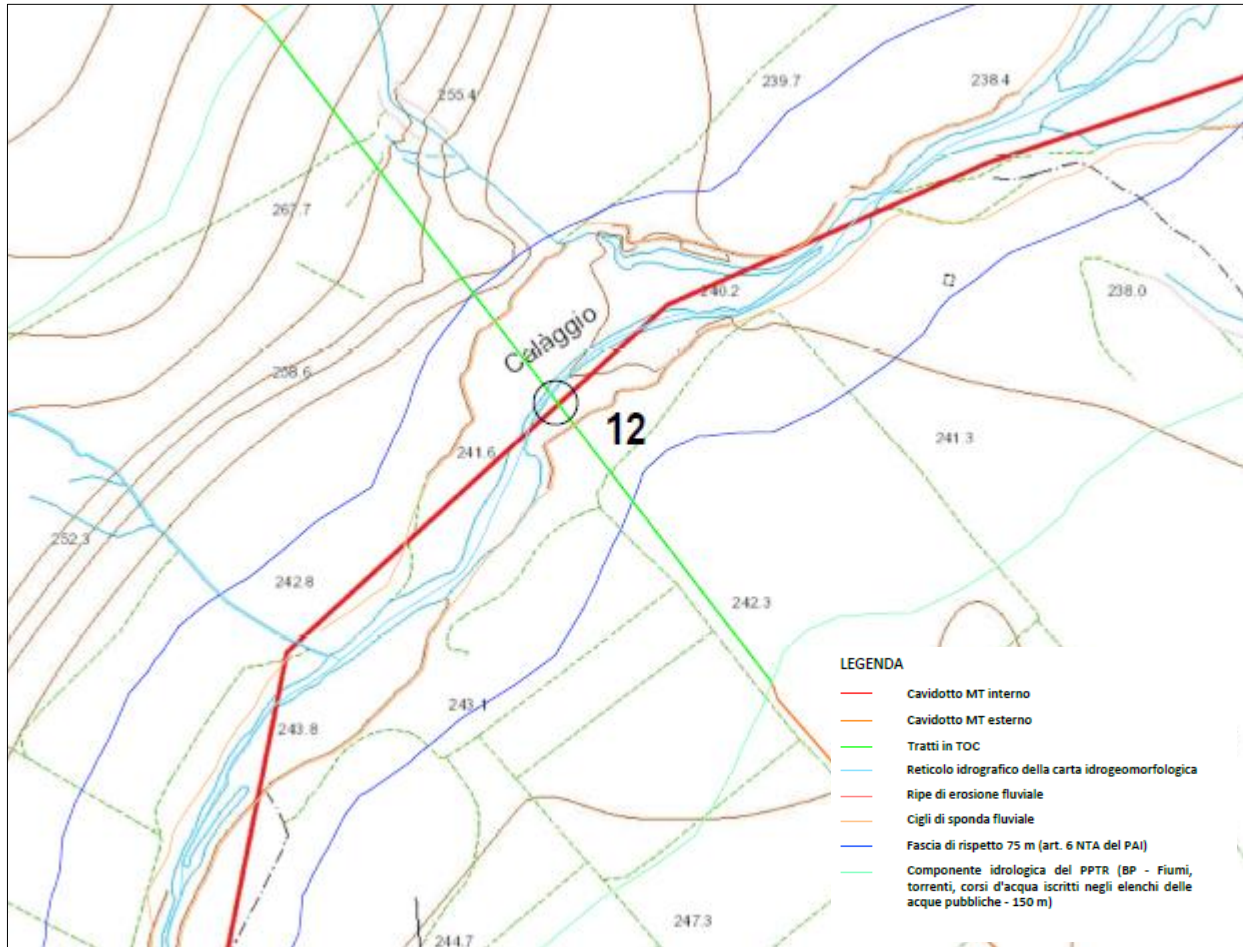 239.7
238.4
255.4
267.7
240.2
238.0
Calàggio
258.6
12
241.3
241.6
252.3
242.8
242.3
LEGENDA
Cavidotto MT interno
243.1
Cavidotto MT esterno
243.8
Tratti in TOC
Reticolo idrografico della carta idrogeomorfologica
Ripe di erosione fluviale
Cigli di sponda fluviale
Fascia di rispetto 75 m (art. 6 NTA del PAI)
Componente idrologica del PPTR (BP - Fiumi,
torrenti, corsi d'acqua iscritti negli elenchi delle
acque pubbliche - 150 m)
247.3
244.7